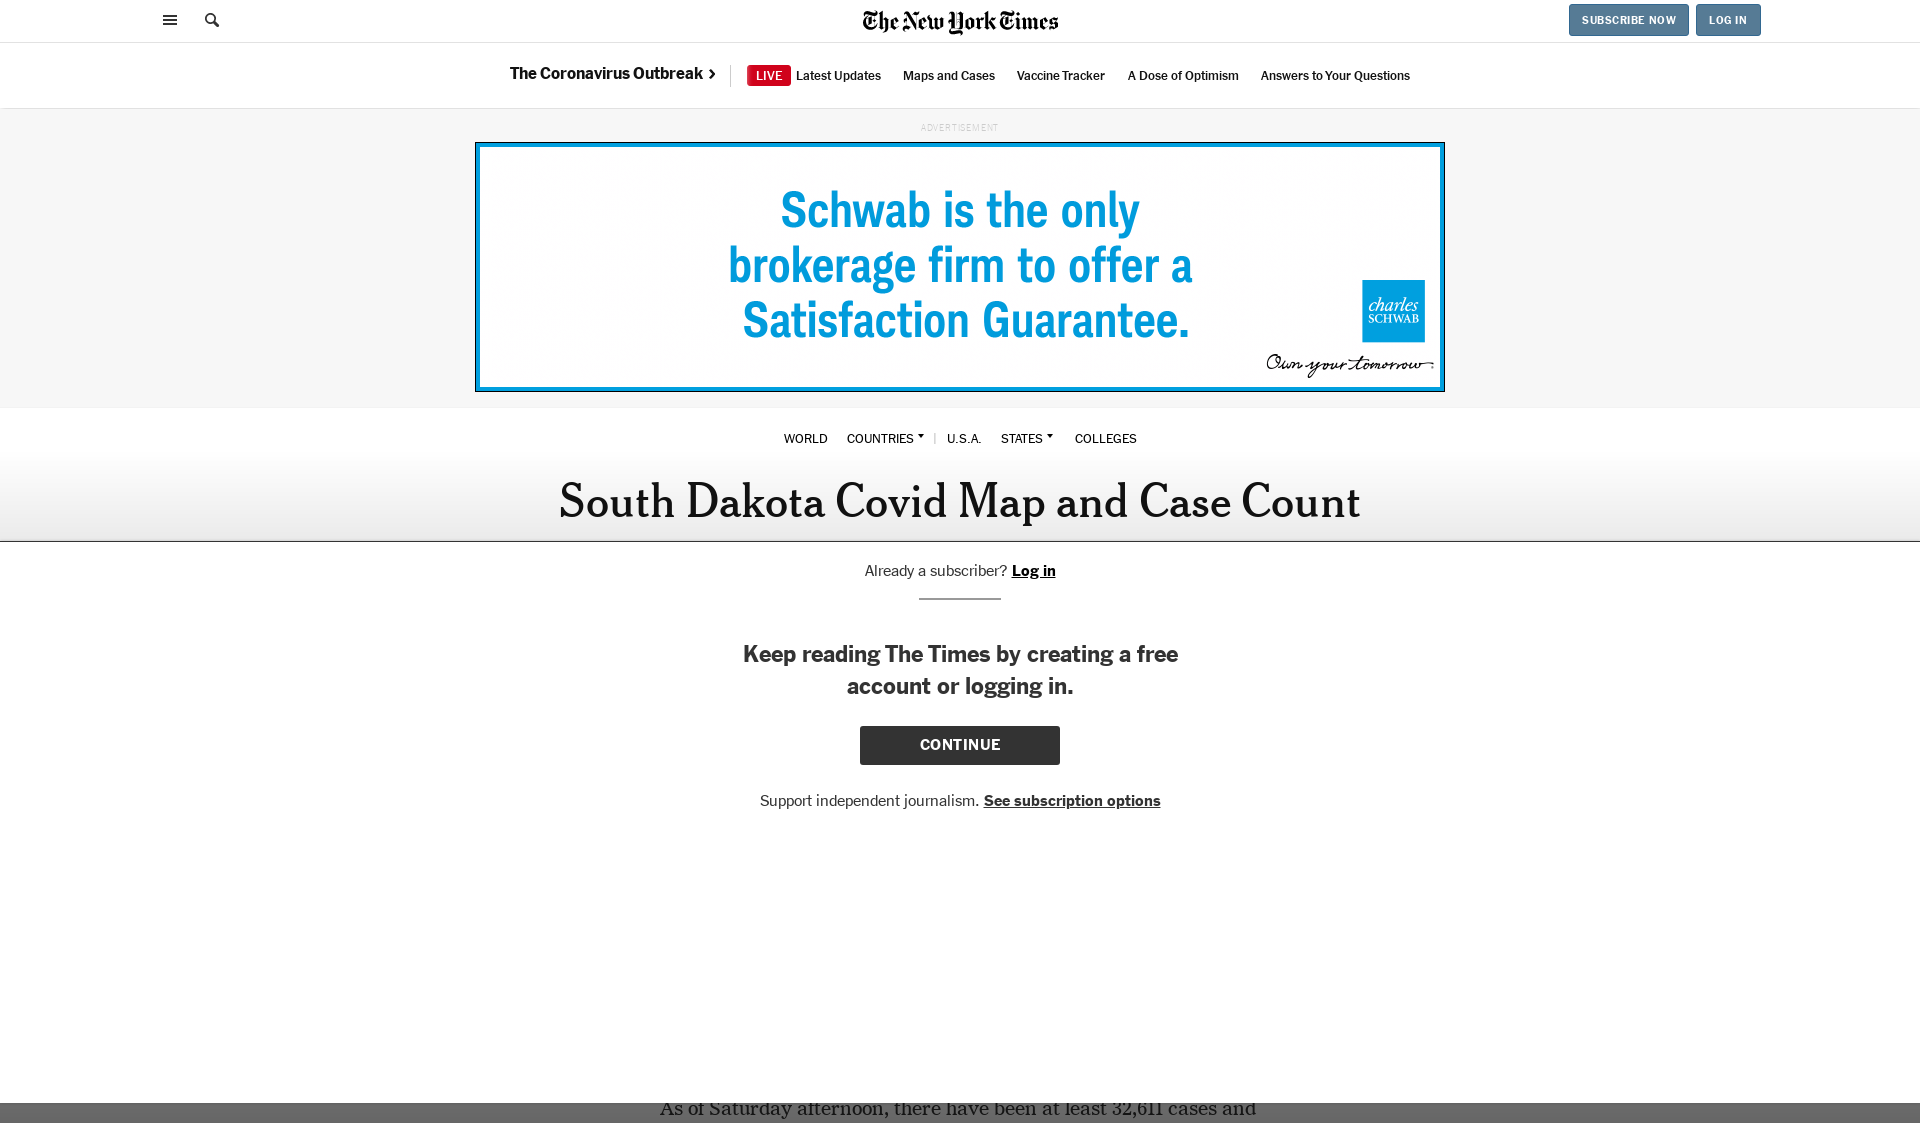 The New York Times
SUBSCRIBE NOW
LOG IN
The Coronavirus Outbreak
LIVE Latest Updates Maps and Cases Vaccine Tracker A Dose of Optimism Answers to Your Questions
ADVERTISEMENT
Schwab is the only
brokerage firm to offer a
Satisfaction Guarantee.
charles
SCHWAB
Own your tomorrow
WORLD COUNTRIES | U.S.A. STATES COLLEGES
South Dakota Covid Map and Case Count
Already a subscriber? Log in
Keep reading The Times by creating a free
account or logging in.
CONTINUE
Support independent journalism. See subscription options
As of Saturday afternoon, there have been at least 32,611 cases and